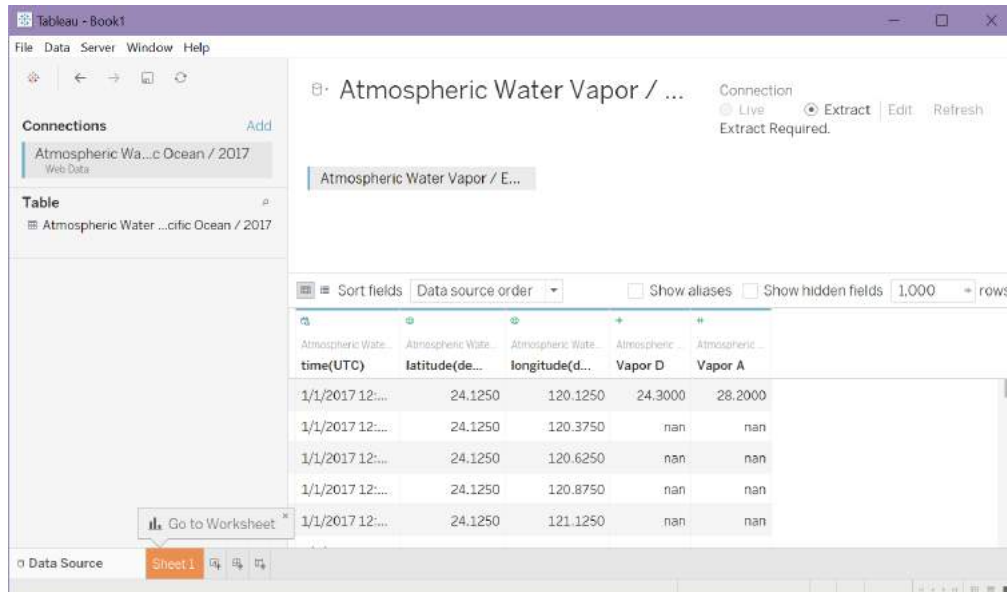 Tableau - Book1
File Data Server Window Help
Connections Add
Atmospheric Wa...c Ocean / 2017
Web Data
Table
Atmospheric Water ...cific Ocean / 2017
Atmospheric Water Vapor / ...
Connection
Live Extract Edit Refresh
Extract Required.
Atmospheric Water Vapor / E...
Sort fields Data source order Show aliases Show hidden fields 1,000 rows
Atmospheric Wate... Atmospheric Wate... Atmospheric Wate... Atmospheric ... Atmospheric ...
time(UTC) latitude(de... longitude(d... Vapor D Vapor A
1/1/2017 12:... 24.1250 120.1250 24.3000 28.2000
1/1/2017 12:... 24.1250 120.3750 nan nan
1/1/2017 12:... 24.1250 120.6250 nan nan
1/1/2017 12:... 24.1250 120.8750 nan nan
1/1/2017 12:... 24.1250 121.1250 nan nan
Go to Worksheet
Data Source Sheet 1